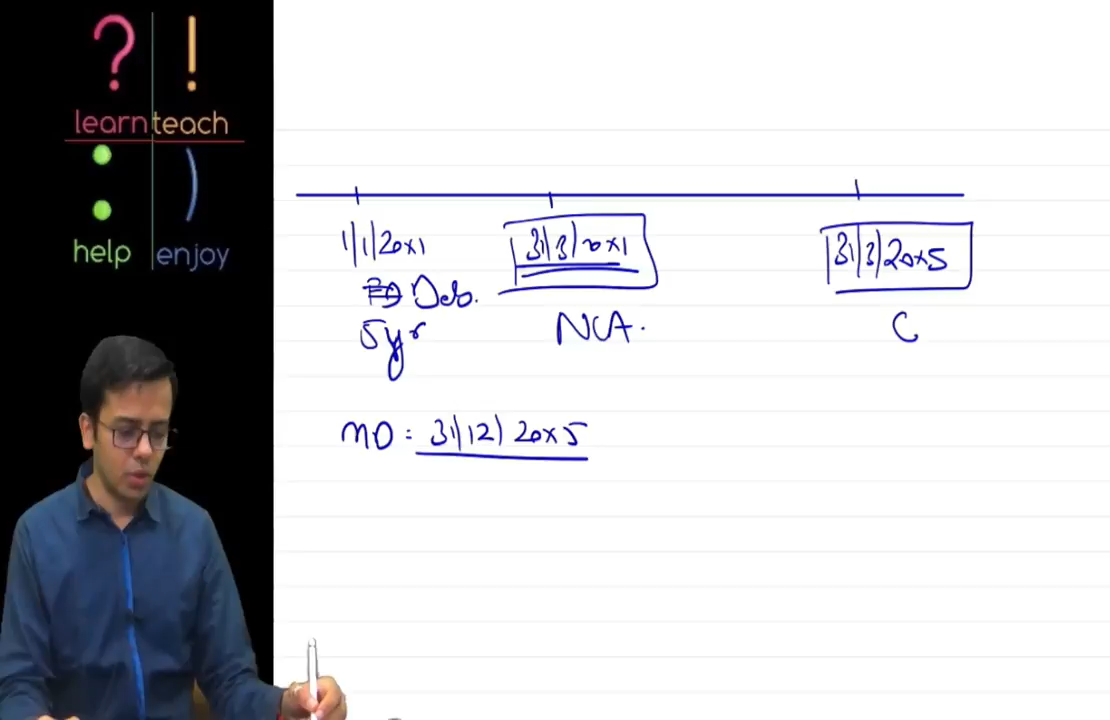 ? !
learn teach
: )
help enjoy
1|1|20x1 31|3|20x1 31|3|20x5
Deb.
5yr NCA. C
MD = 31|12|20x5